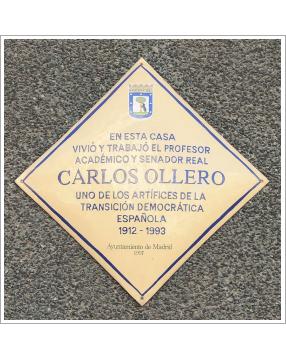 EN ESTA CASA
VIVIÓ Y TRABAJÓ EL PROFESOR
ACADÉMICO Y SENADOR REAL
CARLOS OLLERO
UNO DE LOS ARTÍFICES DE LA
TRANSICIÓN DEMOCRÁTICA
ESPAÑOLA
1912 - 1993
Ayuntamiento de Madrid
1997